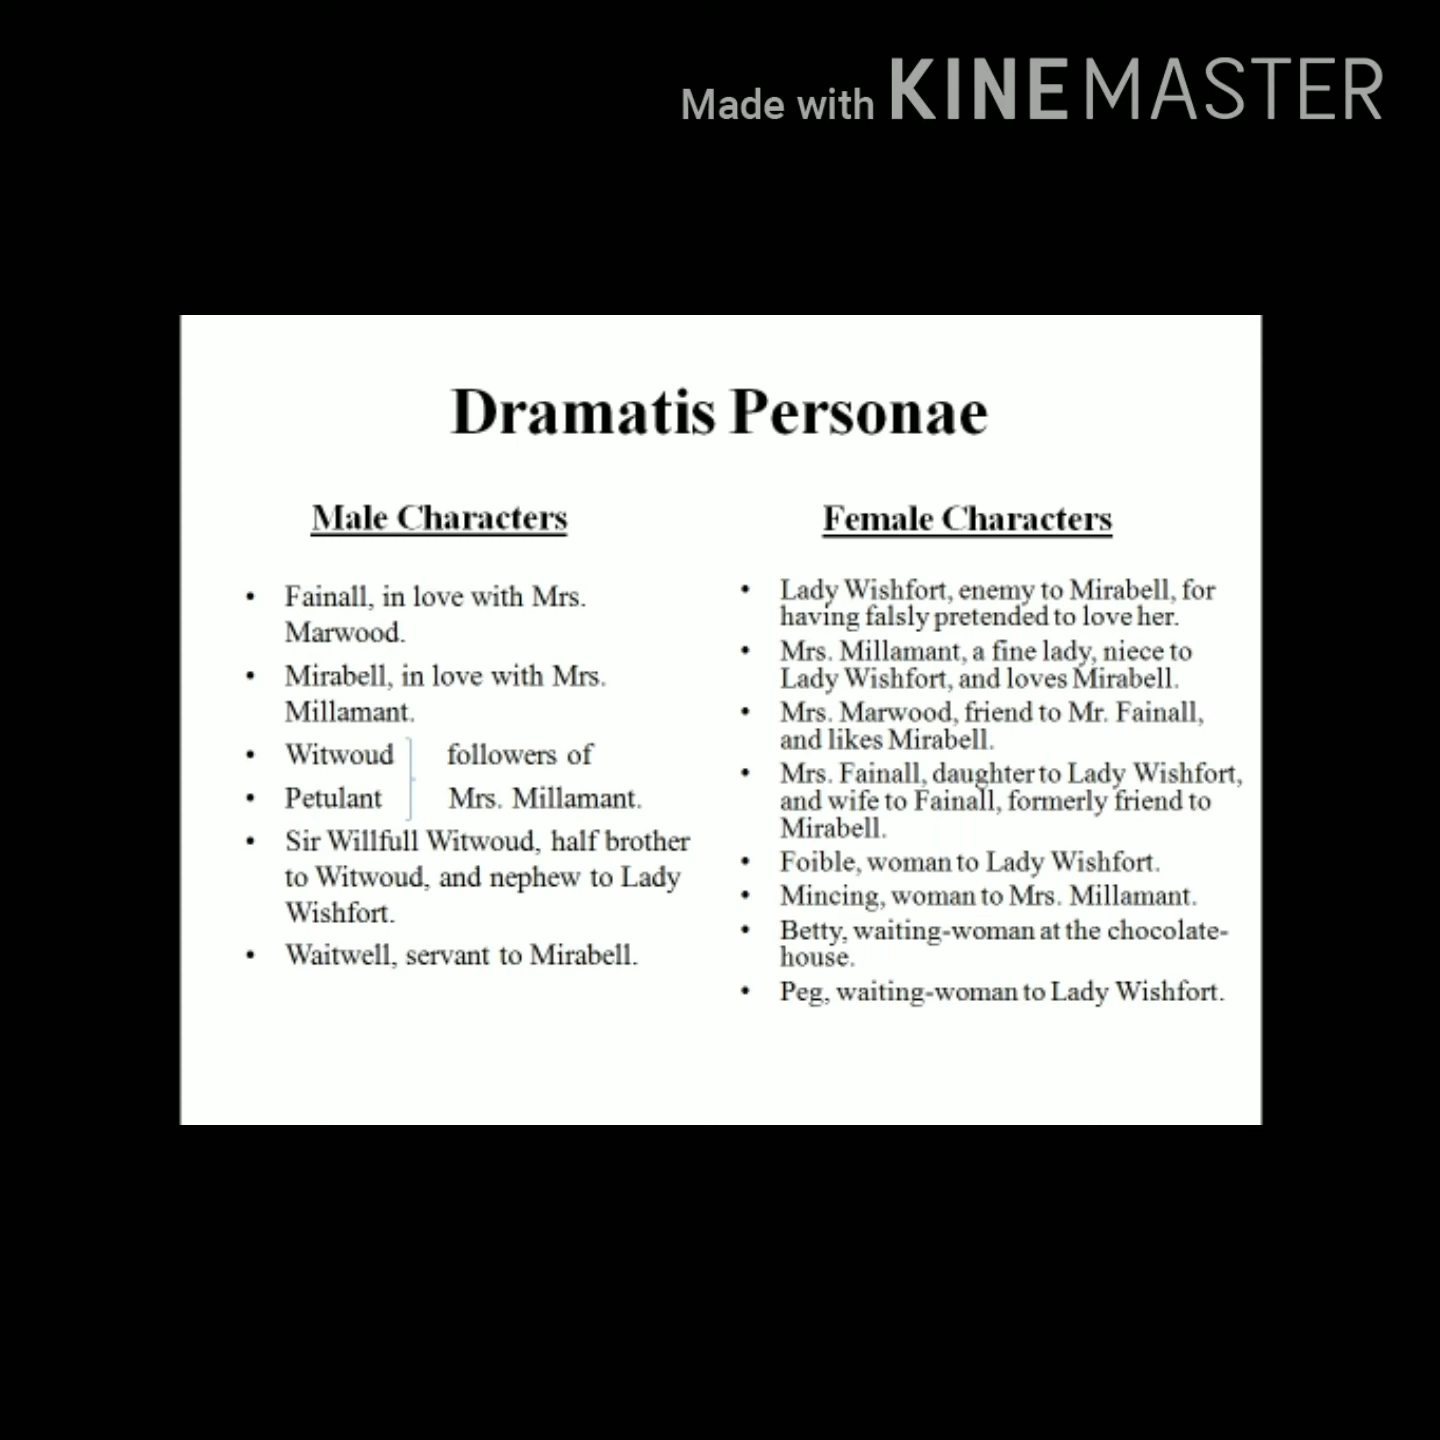 Made with KINEMASTER
Dramatis Personae
Male Characters
• Fainall, in love with Mrs.
Marwood.
• Mirabell, in love with Mrs.
Millamant.
• Witwoud followers of
• Petulant Mrs. Millamant.
• Sir Willfull Witwoud, half brother
to Witwoud, and nephew to Lady
Wishfort.
• Waitwell, servant to Mirabell.
Female Characters
• Lady Wishfort, enemy to Mirabell, for
having falsly pretended to love her.
• Mrs. Millamant, a fine lady, niece to
Lady Wishfort, and loves Mirabell.
• Mrs. Marwood, friend to Mr. Fainall,
and likes Mirabell.
• Mrs. Fainall, daughter to Lady Wishfort,
and wife to Fainall, formerly friend to
Mirabell.
• Foible, woman to Lady Wishfort.
• Mincing, woman to Mrs. Millamant.
• Betty, waiting-woman at the chocolate-
house.
• Peg, waiting-woman to Lady Wishfort.